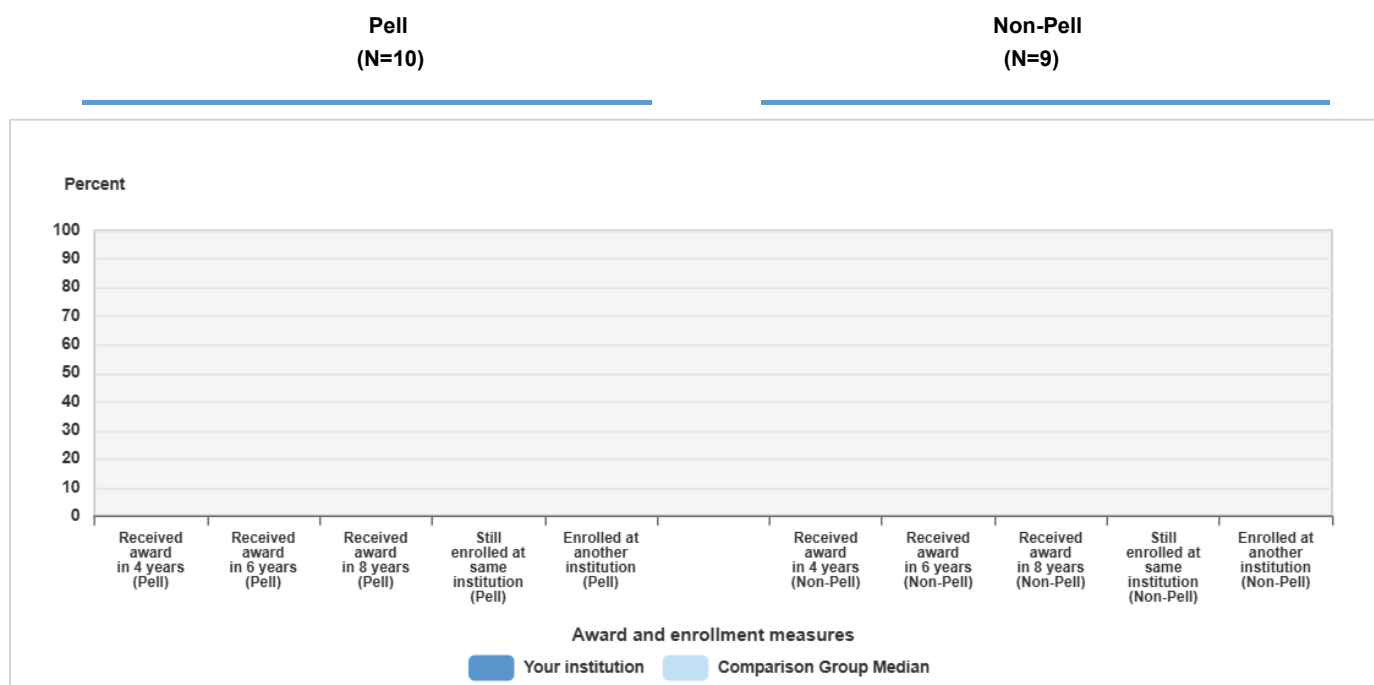 Pell
(N=10)
Non-Pell
(N=9)
Percent
100
90
80
70
60
50
40
30
20
10
0
Received
award
in 4 years
(Pell)
Received
award
in 6 years
(Pell)
Received
award
in 8 years
(Pell)
Still
enrolled at
same
institution
(Pell)
Enrolled at
another
institution
(Pell)
Received
award
in 4 years
(Non-Pell)
Received
award
in 6 years
(Non-Pell)
Received
award
in 8 years
(Non-Pell)
Still
enrolled at
same
institution
(Non-Pell)
Enrolled at
another
institution
(Non-Pell)
Award and enrollment measures
Your institution
Comparison Group Median